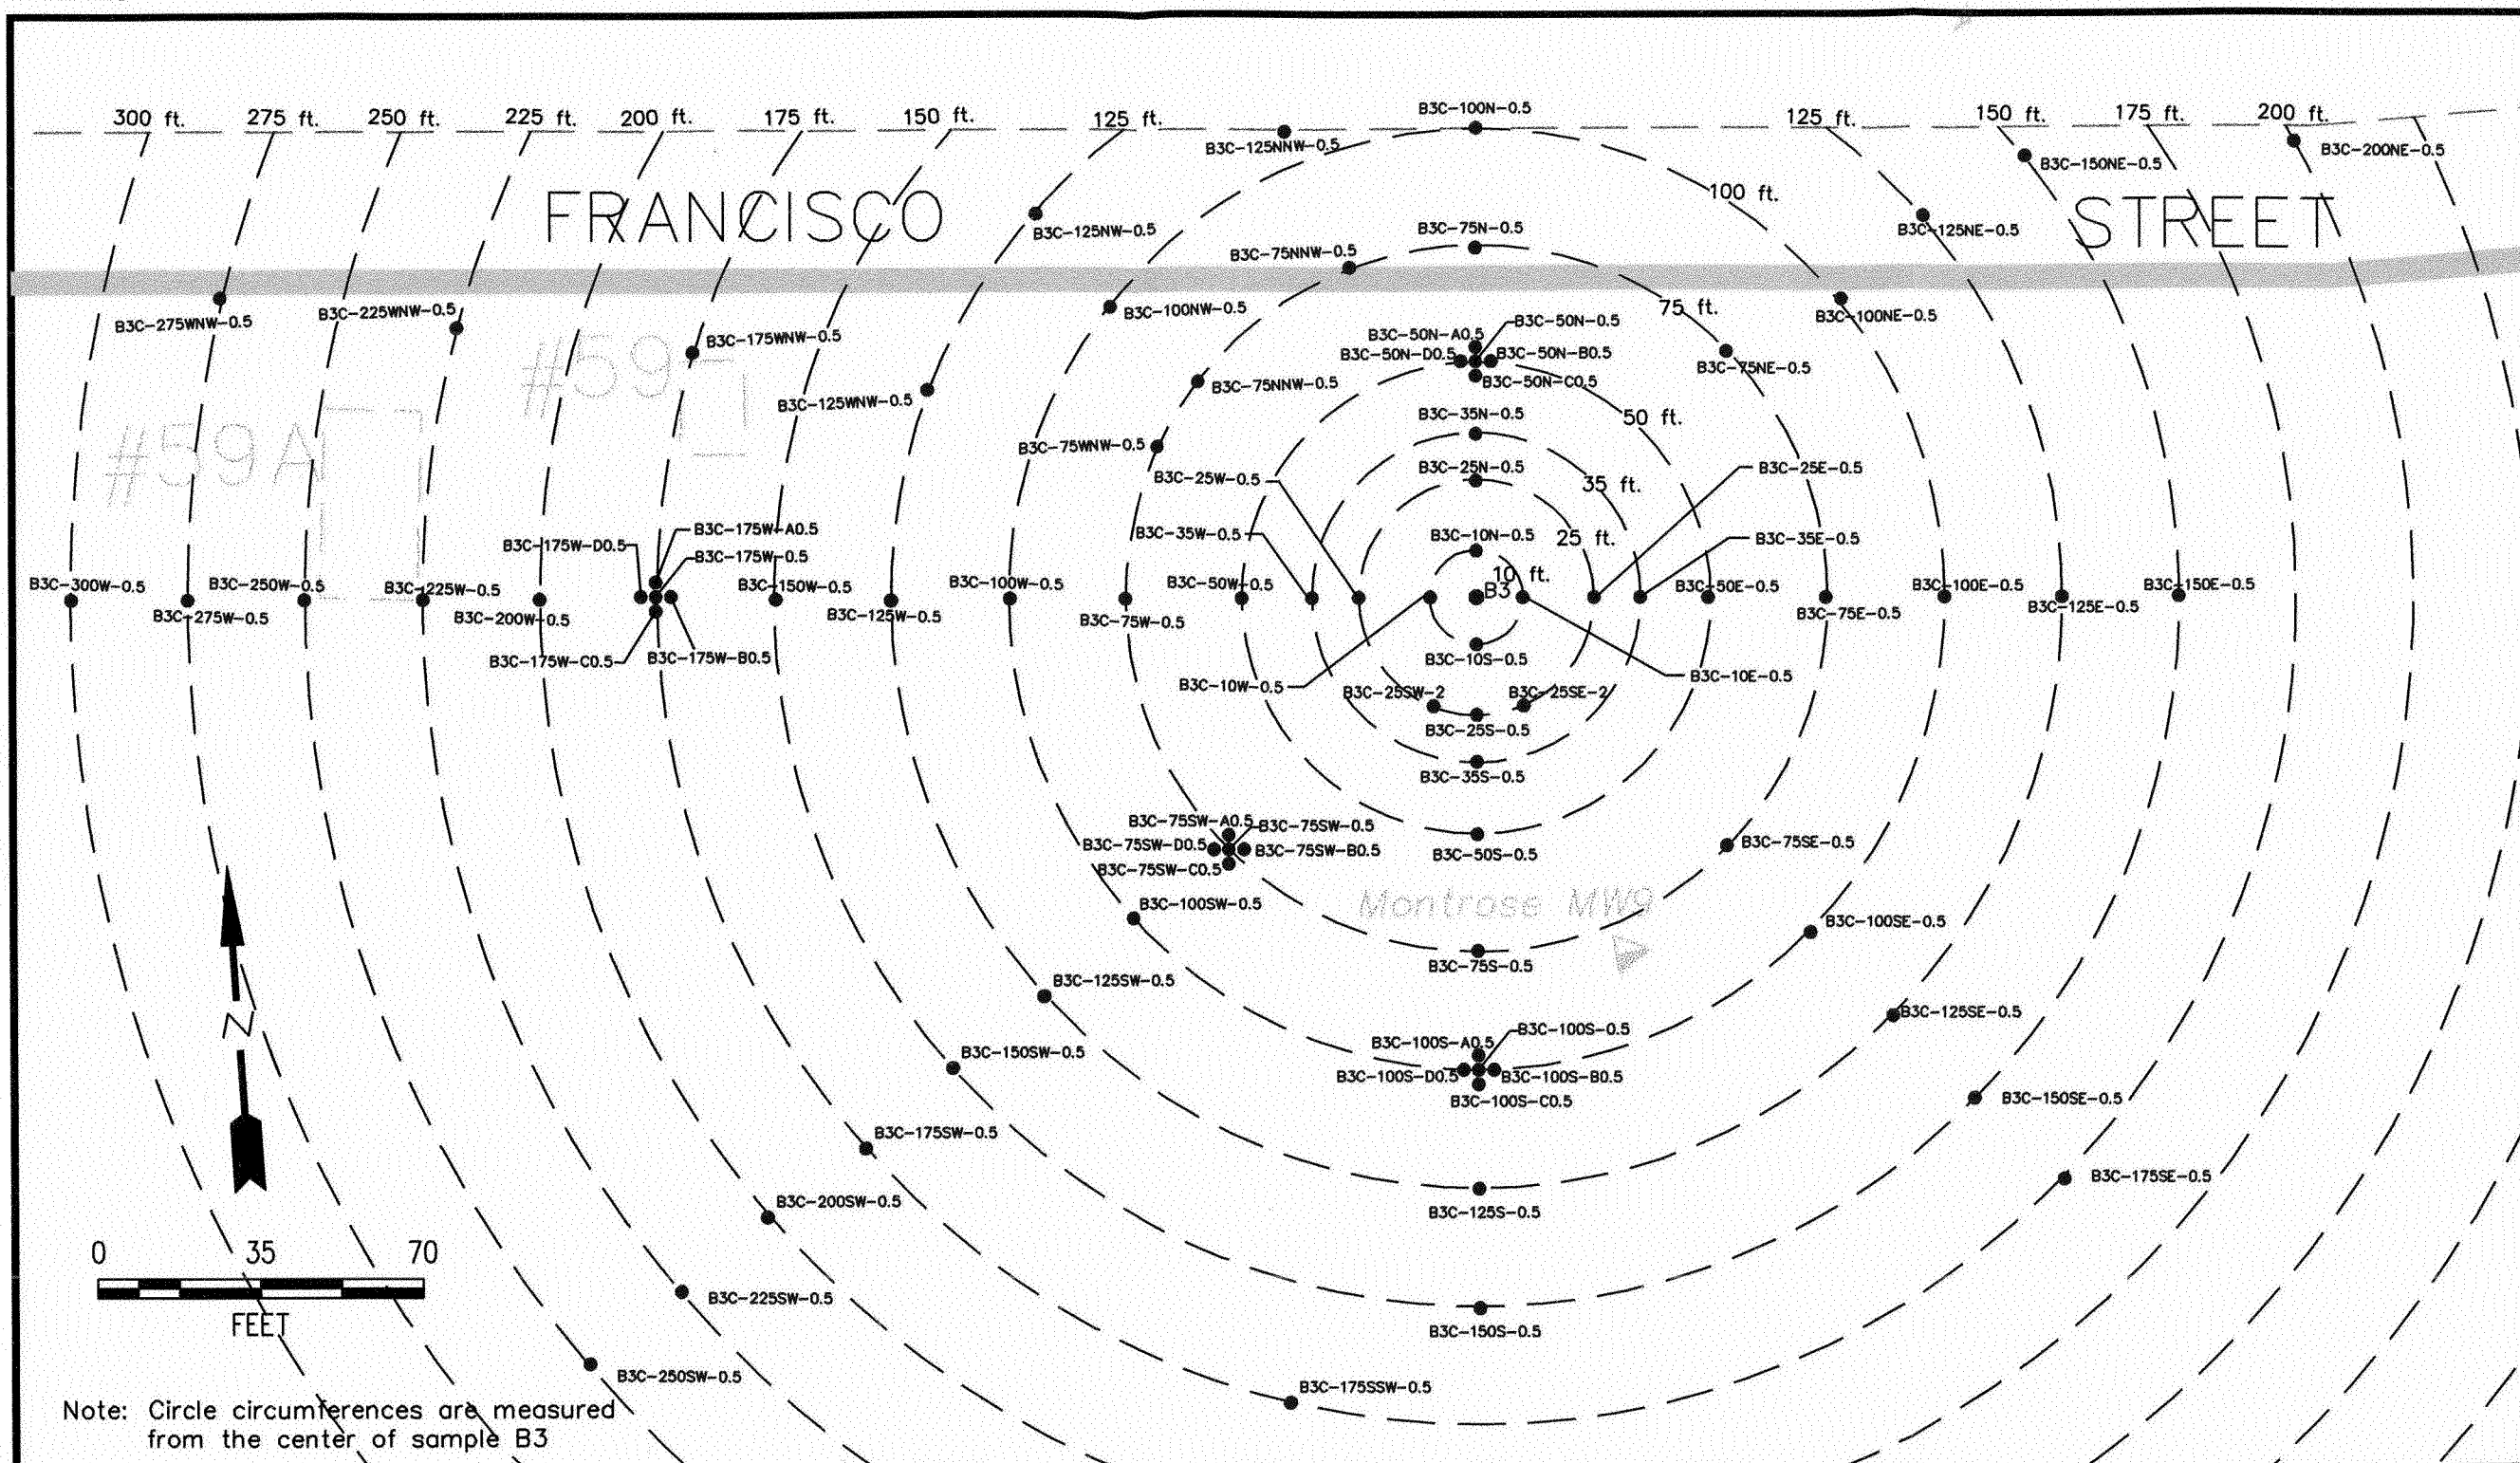 300 ft.
275 ft.
250 ft.
225 ft.
200 ft.
175 ft.
150 ft.
125 ft.
B3C-100N-0.5
125 ft.
150 ft.
175 ft.
200 ft.
B3C-125NNW-0.5
B3C-150NE-0.5
B3C-200NE-0.5
100 ft.
FRANCISCO
STREET
B3C-125NW-0.5
B3C-75N-0.5
B3C-125NE-0.5
B3C-75NNW-0.5
B3C-275WNW-0.5
B3C-225WNW-0.5
B3C-100NW-0.5
75 ft.
B3C-100NE-0.5
B3C-175WNW-0.5
B3C-50N-A0.5
B3C-50N-0.5
B3C-50N-D0.5
B3C-50N-B0.5
B3C-50N-C0.5
B3C-75NE-0.5
#59
B3C-75NNW-0.5
B3C-125WNW-0.5
B3C-35N-0.5
50 ft.
#59A
B3C-75WNW-0.5
B3C-25W-0.5
B3C-25N-0.5
B3C-25E-0.5
35 ft.
B3C-175W-A0.5
B3C-175W-D0.5
B3C-175W-0.5
B3C-35W-0.5
B3C-10N-0.5
25 ft.
B3C-35E-0.5
10 ft.
B3C-300W-0.5
B3C-250W-0.5
B3C-225W-0.5
B3C-150W-0.5
B3C-100W-0.5
B3C-50W-0.5
B3
B3C-50E-0.5
B3C-100E-0.5
B3C-150E-0.5
B3C-275W-0.5
B3C-200W-0.5
B3C-125W-0.5
B3C-75W-0.5
B3C-75E-0.5
B3C-125E-0.5
B3C-175W-C0.5
B3C-175W-B0.5
B3C-10S-0.5
B3C-10W-0.5
B3C-10E-0.5
B3C-25SW-2
B3C-25SE-2
B3C-25S-0.5
B3C-35S-0.5
B3C-75SW-A0.5
B3C-75SW-0.5
B3C-75SW-D0.5
B3C-75SW-B0.5
B3C-75SW-C0.5
B3C-50S-0.5
B3C-75SE-0.5
B3C-100SW-0.5
Montrose MW9
B3C-100SE-0.5
B3C-75S-0.5
B3C-125SW-0.5
N
B3C-125SE-0.5
B3C-100S-0.5
B3C-100S-A0.5
B3C-150SW-0.5
B3C-100S-D0.5
B3C-100S-B0.5
B3C-100S-C0.5
B3C-150SE-0.5
B3C-175SW-0.5
B3C-175SE-0.5
B3C-200SW-0.5
B3C-125S-0.5
0 35 70
FEET
B3C-225SW-0.5
B3C-150S-0.5
B3C-250SW-0.5
B3C-175SSW-0.5
Note: Circle circumferences are measured
from the center of sample B3